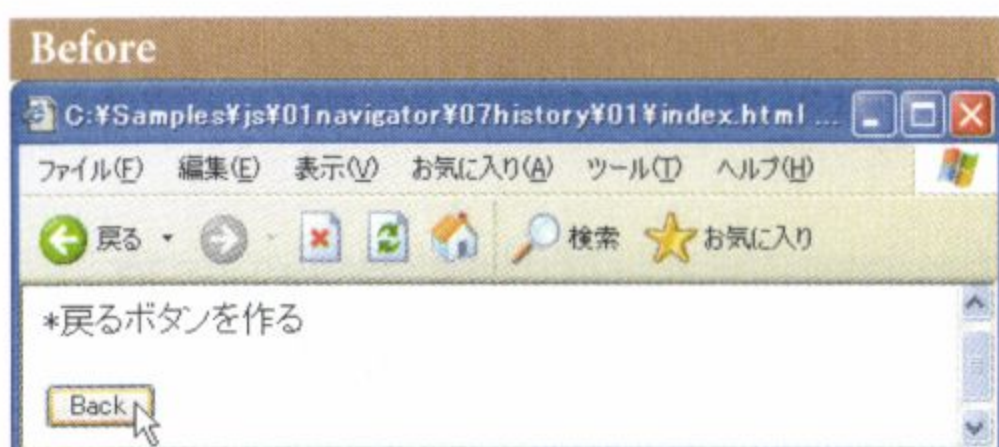 Before
C:¥Samples¥js¥01navigator¥07history¥01¥index.html ...
ファイル(F) 編集(E) 表示(V) お気に入り(A) ツール(T) ヘルプ(H)
戻る 検索 お気に入り
*戻るボタンを作る
Back